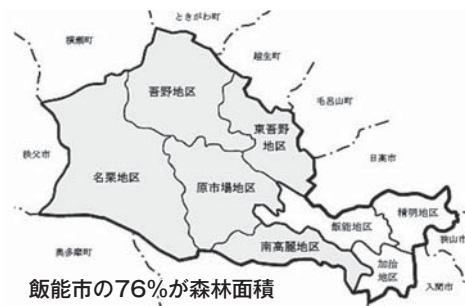 ときがわ町
横瀬町
越生町
吾野地区
毛呂山町
東吾野
地区
秩父市
日高市
名栗地区
原市場地区
飯能地区
精明地区
南高麗地区
狭山市
奥多摩町
加治
地区
入間市
飯能市の76%が森林面積